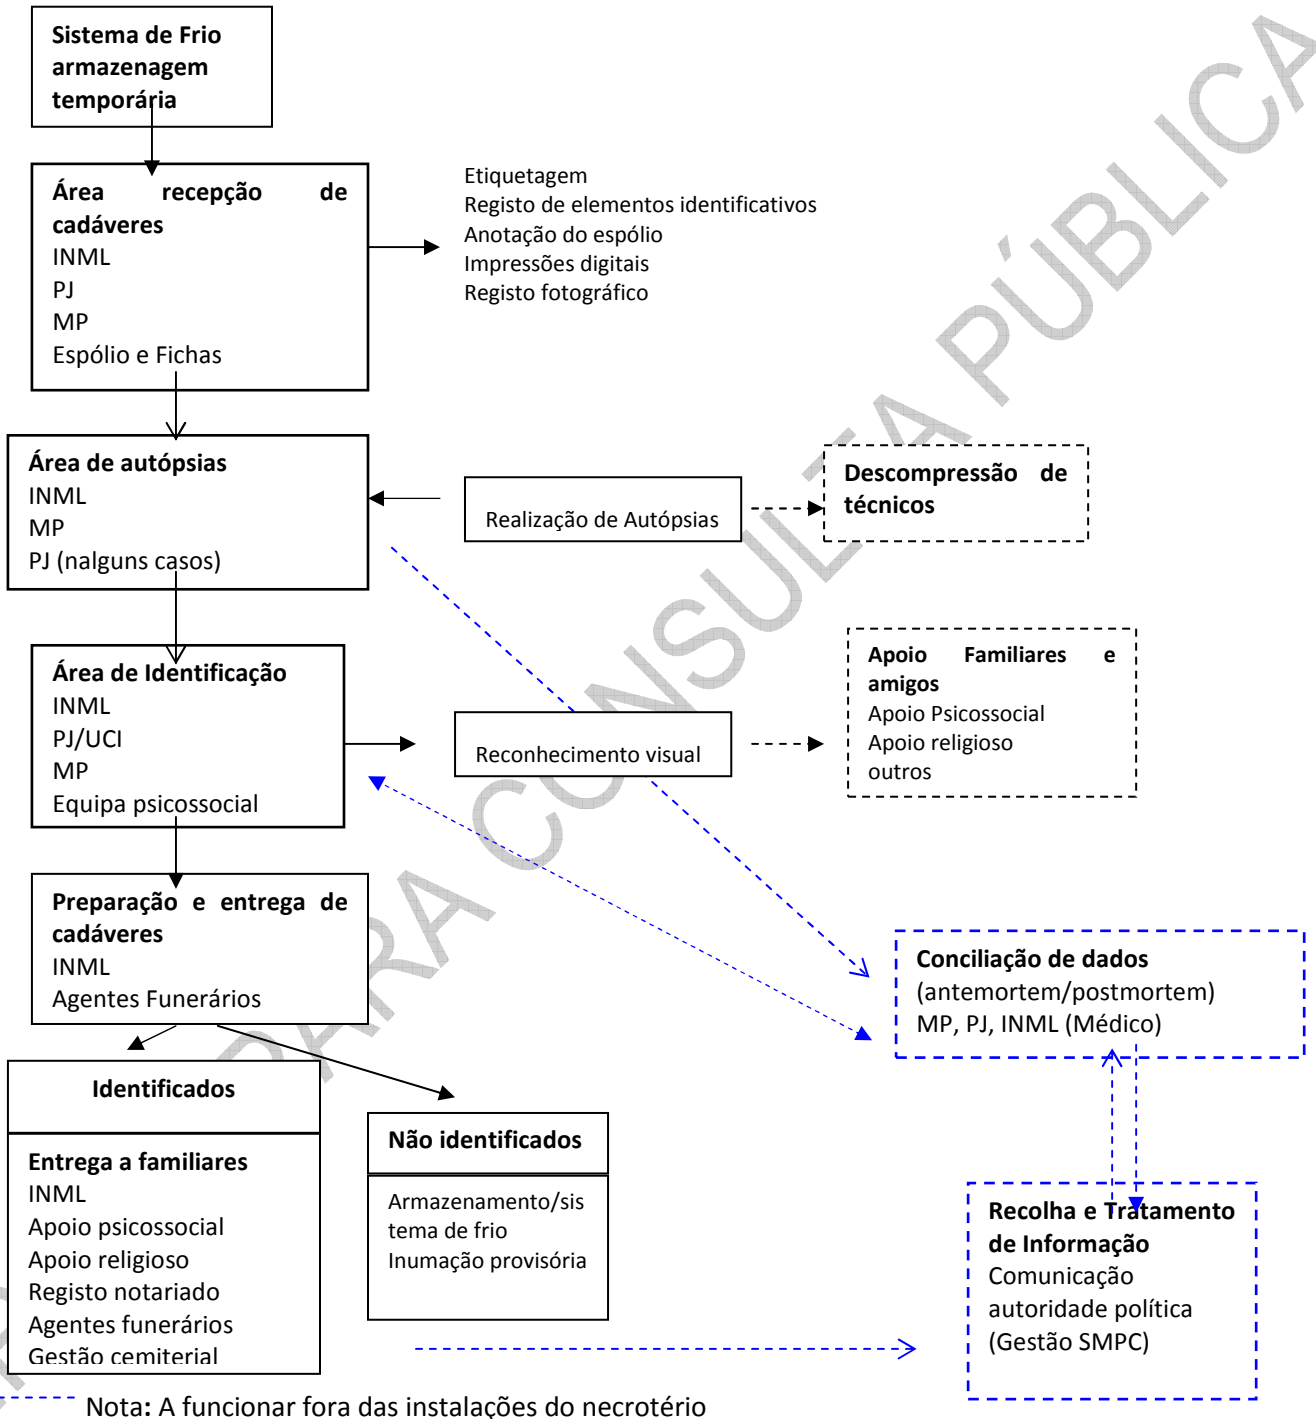 Sistema de Frio
armazenagem
temporária
Área recepção de
cadáveres
INML
PJ
MP
Espólio e Fichas
Etiquetagem
Registo de elementos identificativos
Anotação do espólio
Impressões digitais
Registo fotográfico
Área de autópsias
INML
MP
PJ (nalguns casos)
Realização de Autópsias
Descompressão de
técnicos
Área de Identificação
INML
PJ/UCI
MP
Equipa psicossocial
Reconhecimento visual
Apoio Familiares e
amigos
Apoio Psicossocial
Apoio religioso
outros
Preparação e entrega de
cadáveres
INML
Agentes Funerários
Conciliação de dados
(antemortem/postmortem)
MP, PJ, INML (Médico)
Identificados
Entrega a familiares
INML
Apoio psicossocial
Apoio religioso
Registo notariado
Agentes funerários
Gestão cemiterial
Não identificados
Armazenamento/sis
tema de frio
Inumação provisória
Recolha e Tratamento
de Informação
Comunicação
autoridade política
(Gestão SMPC)
Nota: A funcionar fora das instalações do necrotério
PARA CONSULTA PÚBLICA